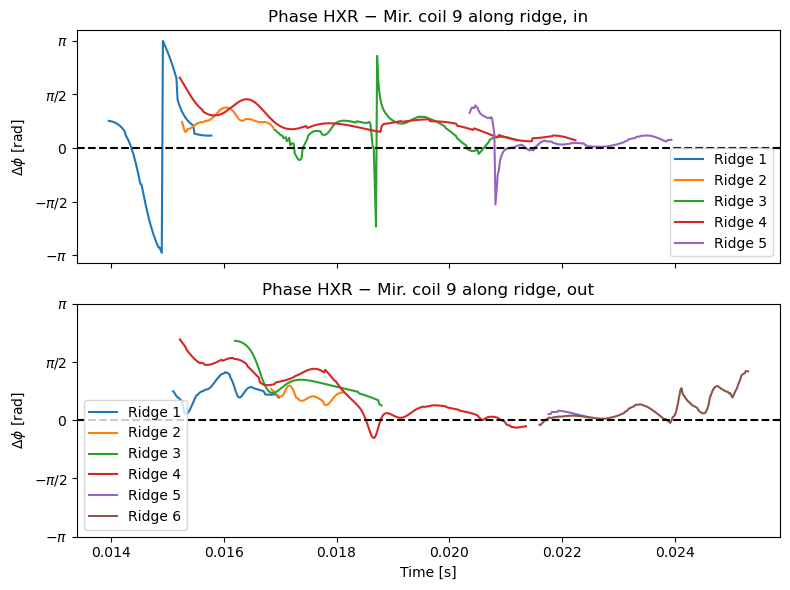 Phase HXR − Mir. coil 9 along ridge, in
π
π/2
0
−π/2
−π
Δϕ [rad]
Ridge 1
Ridge 2
Ridge 3
Ridge 4
Ridge 5
Phase HXR − Mir. coil 9 along ridge, out
π
π/2
0
−π/2
−π
Δϕ [rad]
Ridge 1
Ridge 2
Ridge 3
Ridge 4
Ridge 5
Ridge 6
0.014 0.016 0.018 0.020 0.022 0.024
Time [s]